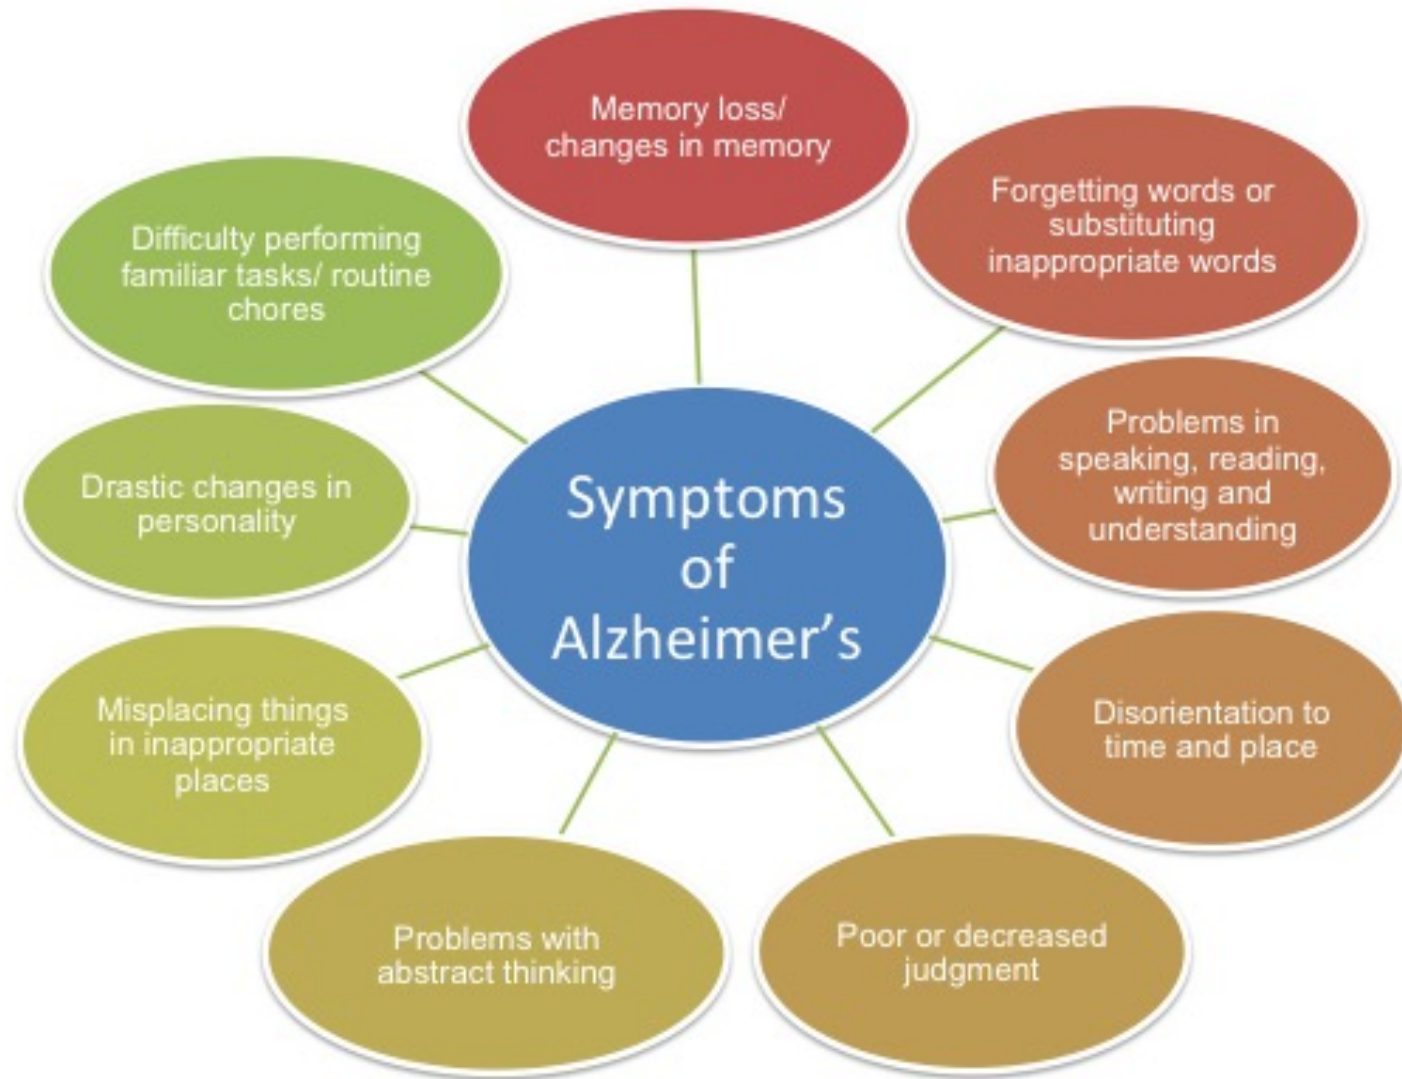 Memory loss/
changes in memory
Forgetting words or
substituting
inappropriate words
Problems in
speaking, reading,
writing and
understanding
Disorientation to
time and place
Poor or decreased
judgment
Problems with
abstract thinking
Misplacing things
in inappropriate
places
Drastic changes in
personality
Difficulty performing
familiar tasks/ routine
chores
Symptoms
of
Alzheimer’s